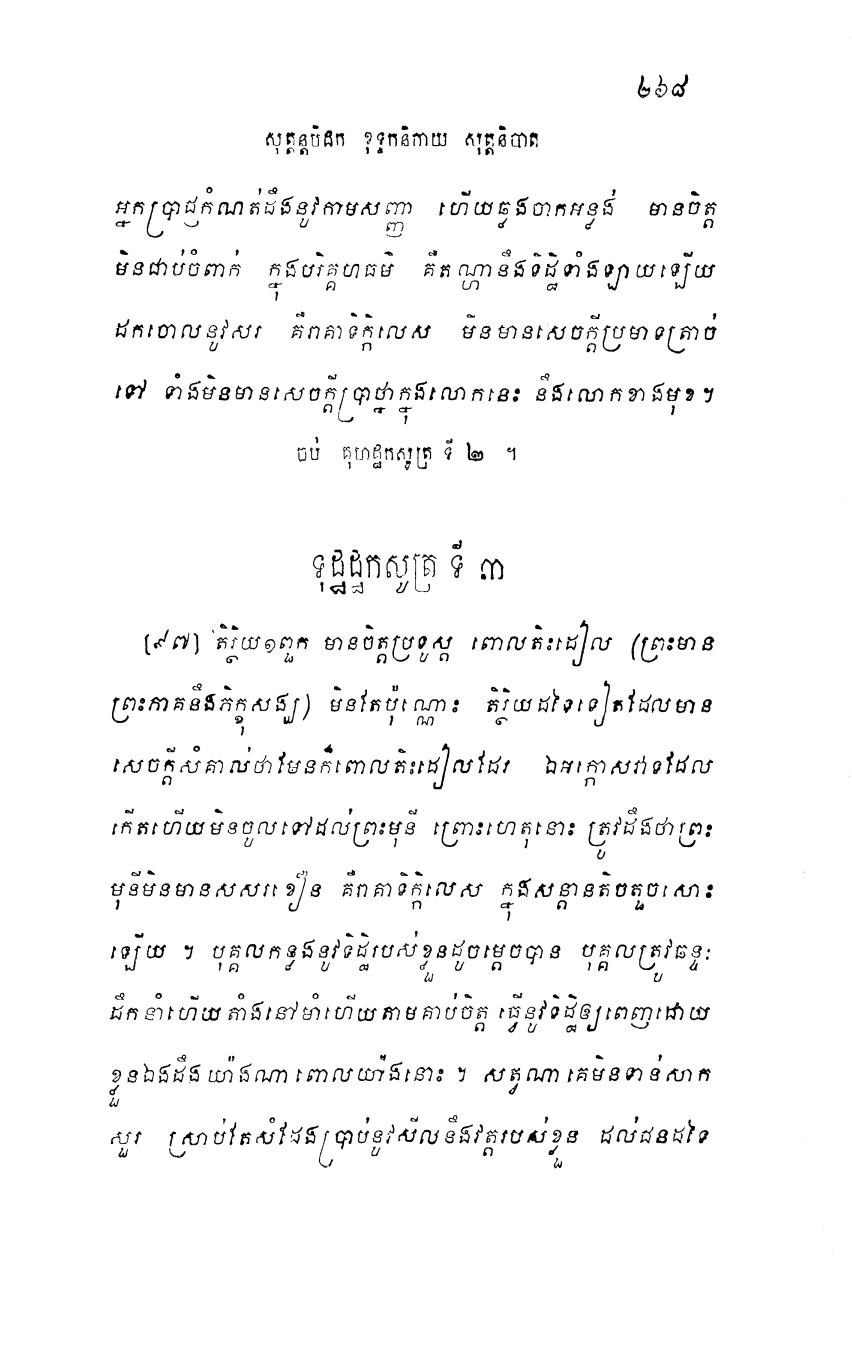 ២៦៨
សុត្តន្តបិដក ខុទ្ទកនិកាយ សុត្តនិបាត
អ្នកប្រាជ្ញកំណត់ដឹងនូវកាមសញ្ញា ហើយឆ្លងចាកអន្លង់ មានចិត្ត
មិនជាប់ចំពាក់ ក្នុងបរិគ្គហធម៌ គឺតណ្ហានឹងទិដ្ឋិទាំងឡាយឡើយ
ដកចោលនូវសរ គឺរាគាទិក្កិលេស មិនមានសេចក្តីប្រមាទត្រាច់
ទៅ ទាំងមិនមានសេចក្តីប្រាថ្នាក្នុងលោកនេះ នឹងលោកខាងមុខ។
ចប់ គុហដ្ឋកសូត្រ ទី ២ ។
ទុដ្ឋដ្ឋកសូត្រ ទី ៣
[៩៧] តិរ្ថិយ១ពួក មានចិត្តប្រទូស្ត ពោលតិះដៀល (ព្រះមាន
ព្រះភាគនឹងភិក្ខុសង្ឃ) មិនតែប៉ុណ្ណោះ តិរ្ថិយដទៃទៀតដែលមាន
សេចក្តីសំគាល់ថាមែនក៏ពោលតិះដៀលដែរ ឯអក្កោសវាទដែល
កើតហើយមិនចូលទៅដល់ព្រះមុនី ព្រោះហេតុនោះ ត្រូវដឹងថាព្រះ
មុនីមិនមានសសរខឿន គឺរាគាទិក្កិលេស ក្នុងសន្តានតិចតួចសោះ
ឡើយ ។ បុគ្គលកន្លងនូវទិដ្ឋិរបស់ខ្លួនដូចម្តេចបាន បុគ្គលត្រូវឆន្ទៈ
ដឹកនាំហើយ តាំងនៅមាំហើយតាមគាប់ចិត្ត ធ្វើនូវទិដ្ឋិឲ្យពេញដោយ
ខ្លួនឯងដឹងយ៉ាងណា ពោលយ៉ាងនោះ ។ សត្វណាគេមិនទាន់សាក
សួរ ស្រាប់តែសំដែងប្រាប់នូវសីលនឹងវត្តរបស់ខ្លួន ដល់ជនដទៃ